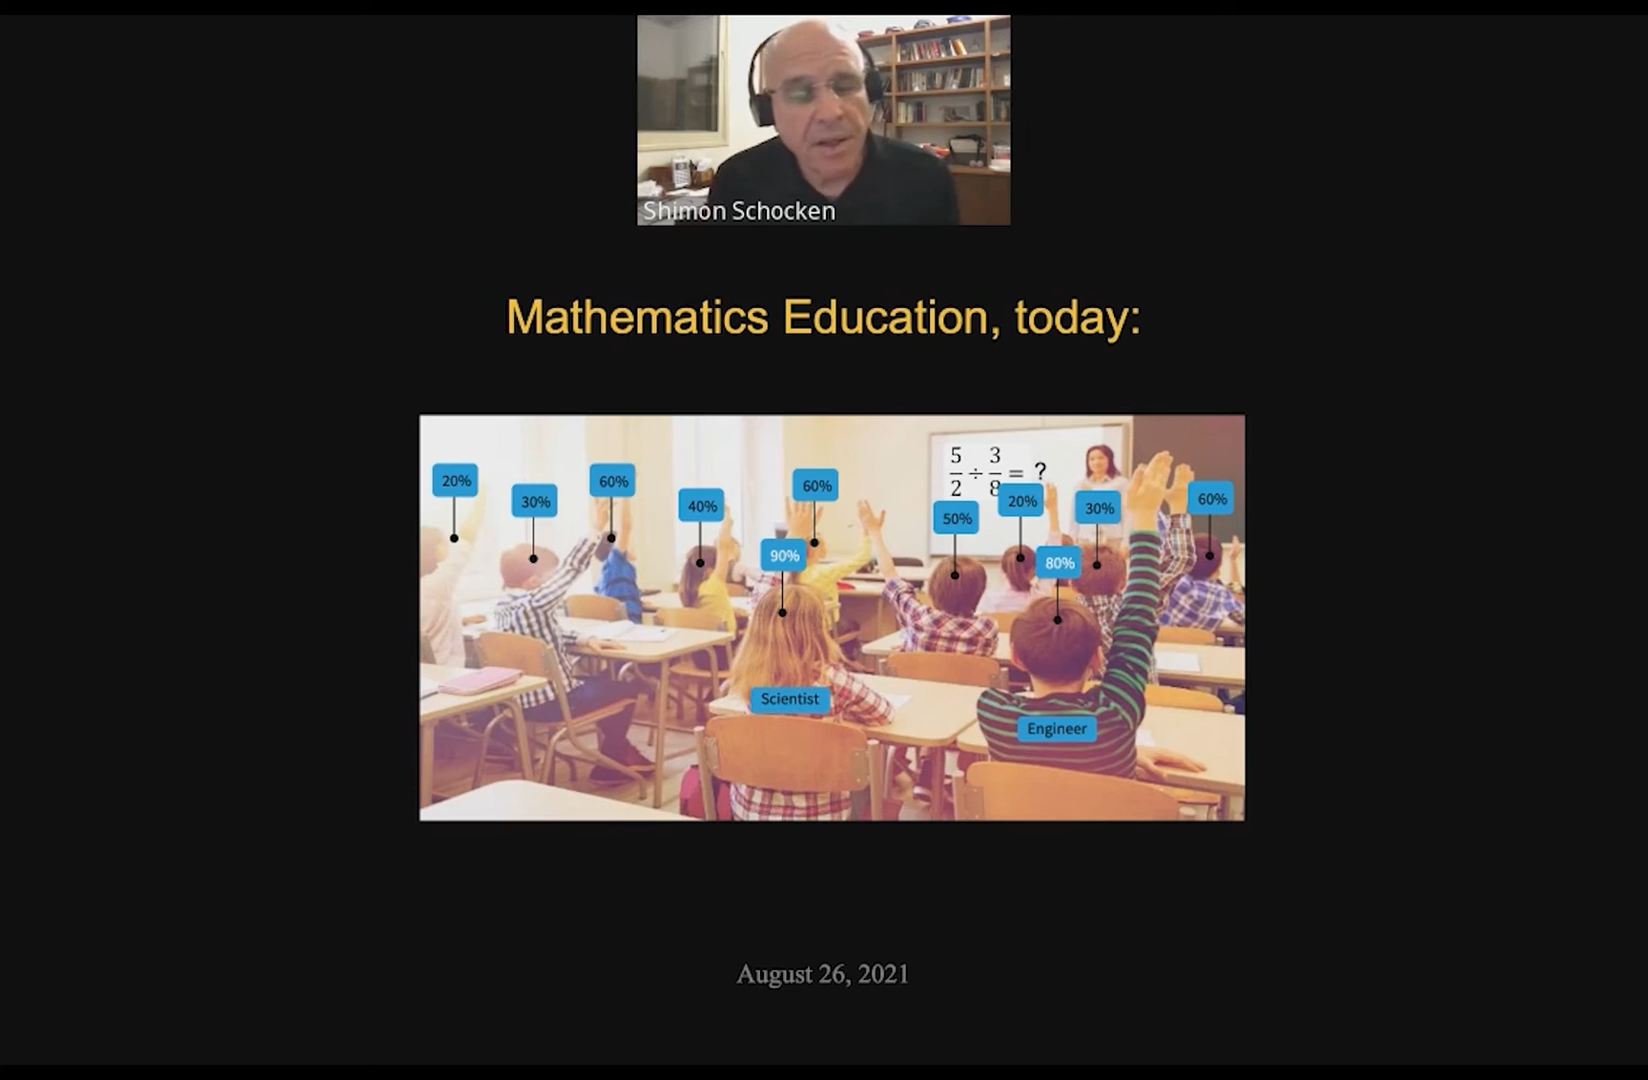 Shimon Schocken
Mathematics Education, today:
5/2 ÷ 3/8 = ?
20%
30%
60%
40%
60%
90%
50%
20%
80%
30%
60%
Scientist
Engineer
August 26, 2021